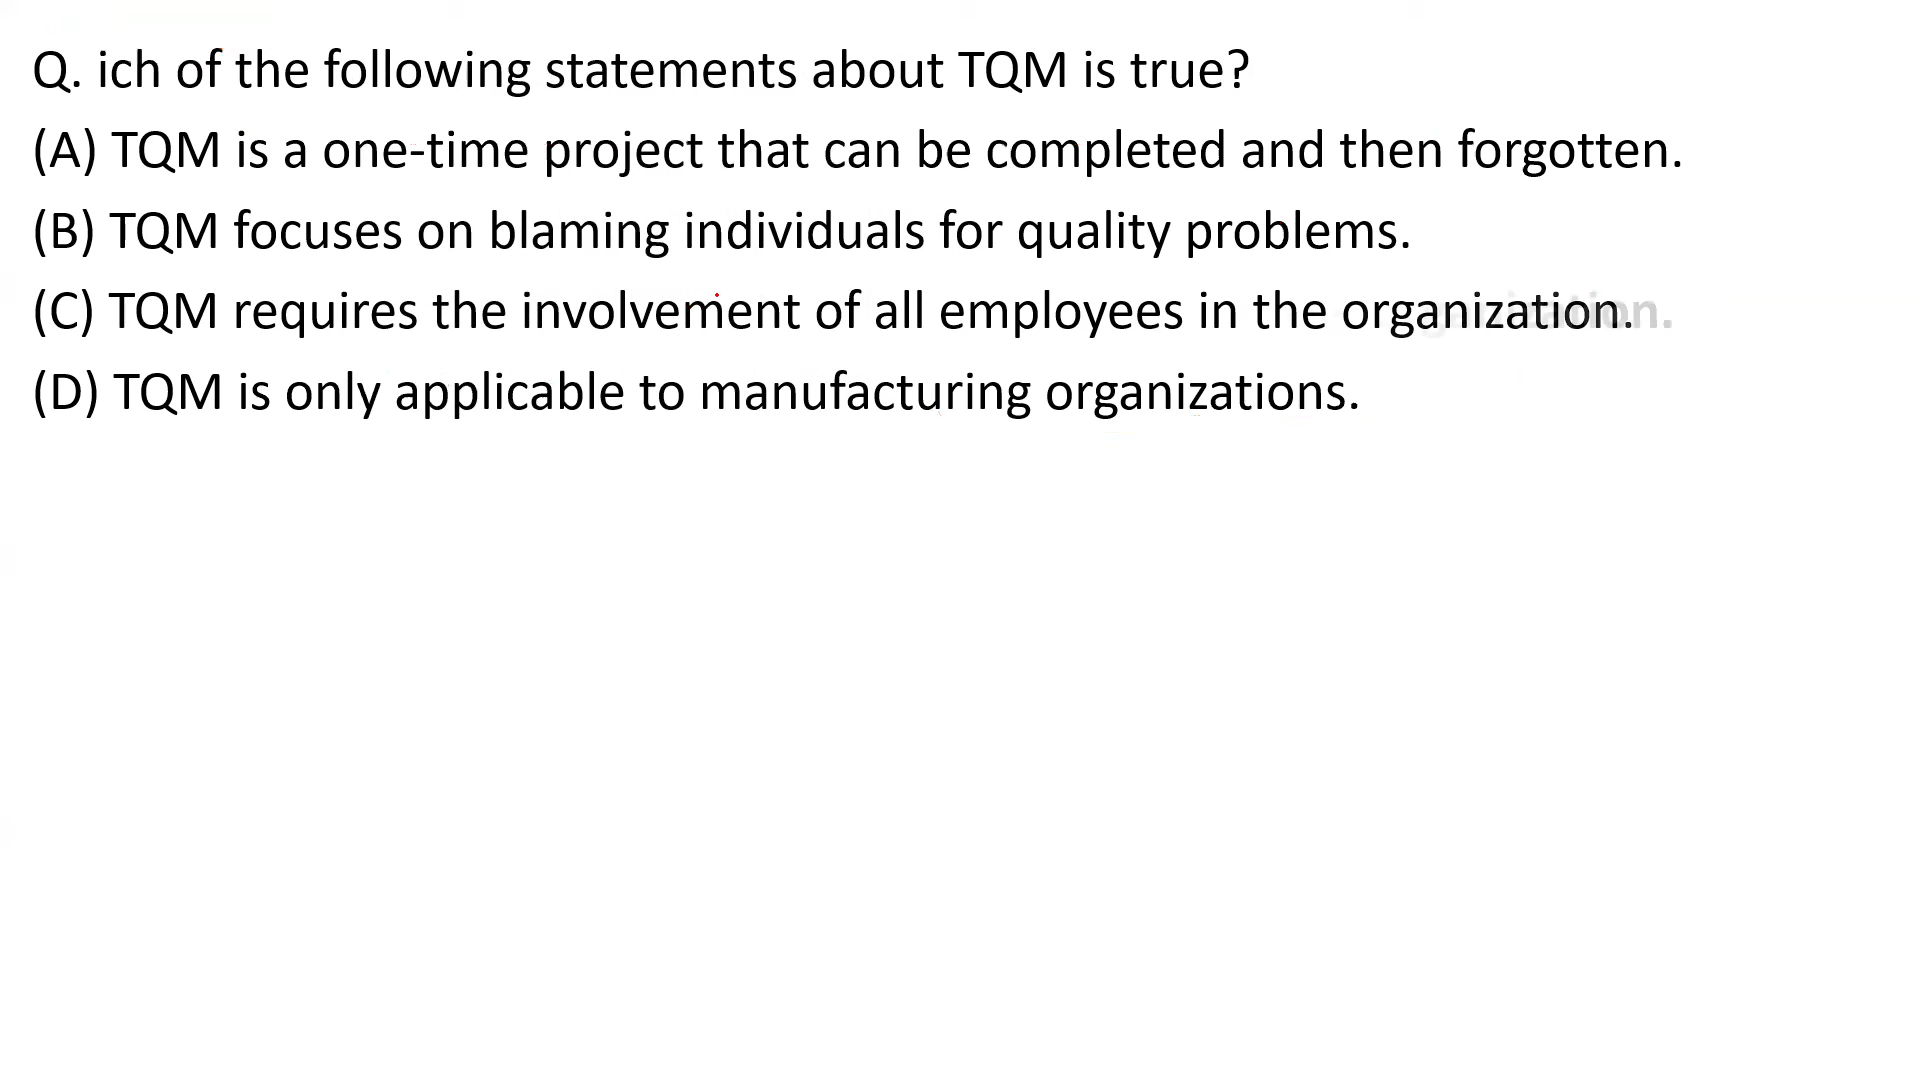 Q. ich of the following statements about TQM is true?
(A) TQM is a one-time project that can be completed and then forgotten.
(B) TQM focuses on blaming individuals for quality problems.
(C) TQM requires the involvement of all employees in the organization.
(D) TQM is only applicable to manufacturing organizations.